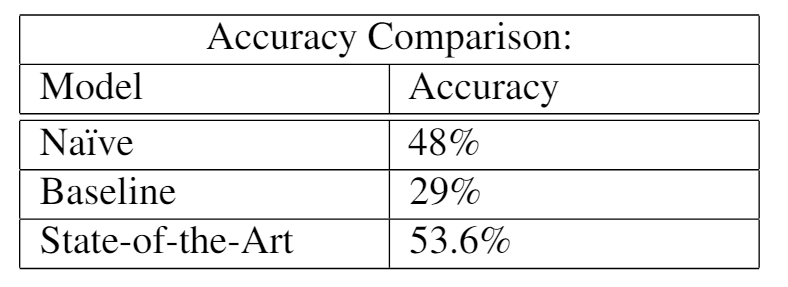 Accuracy Comparison:
Model Accuracy
Naïve 48%
Baseline 29%
State-of-the-Art 53.6%